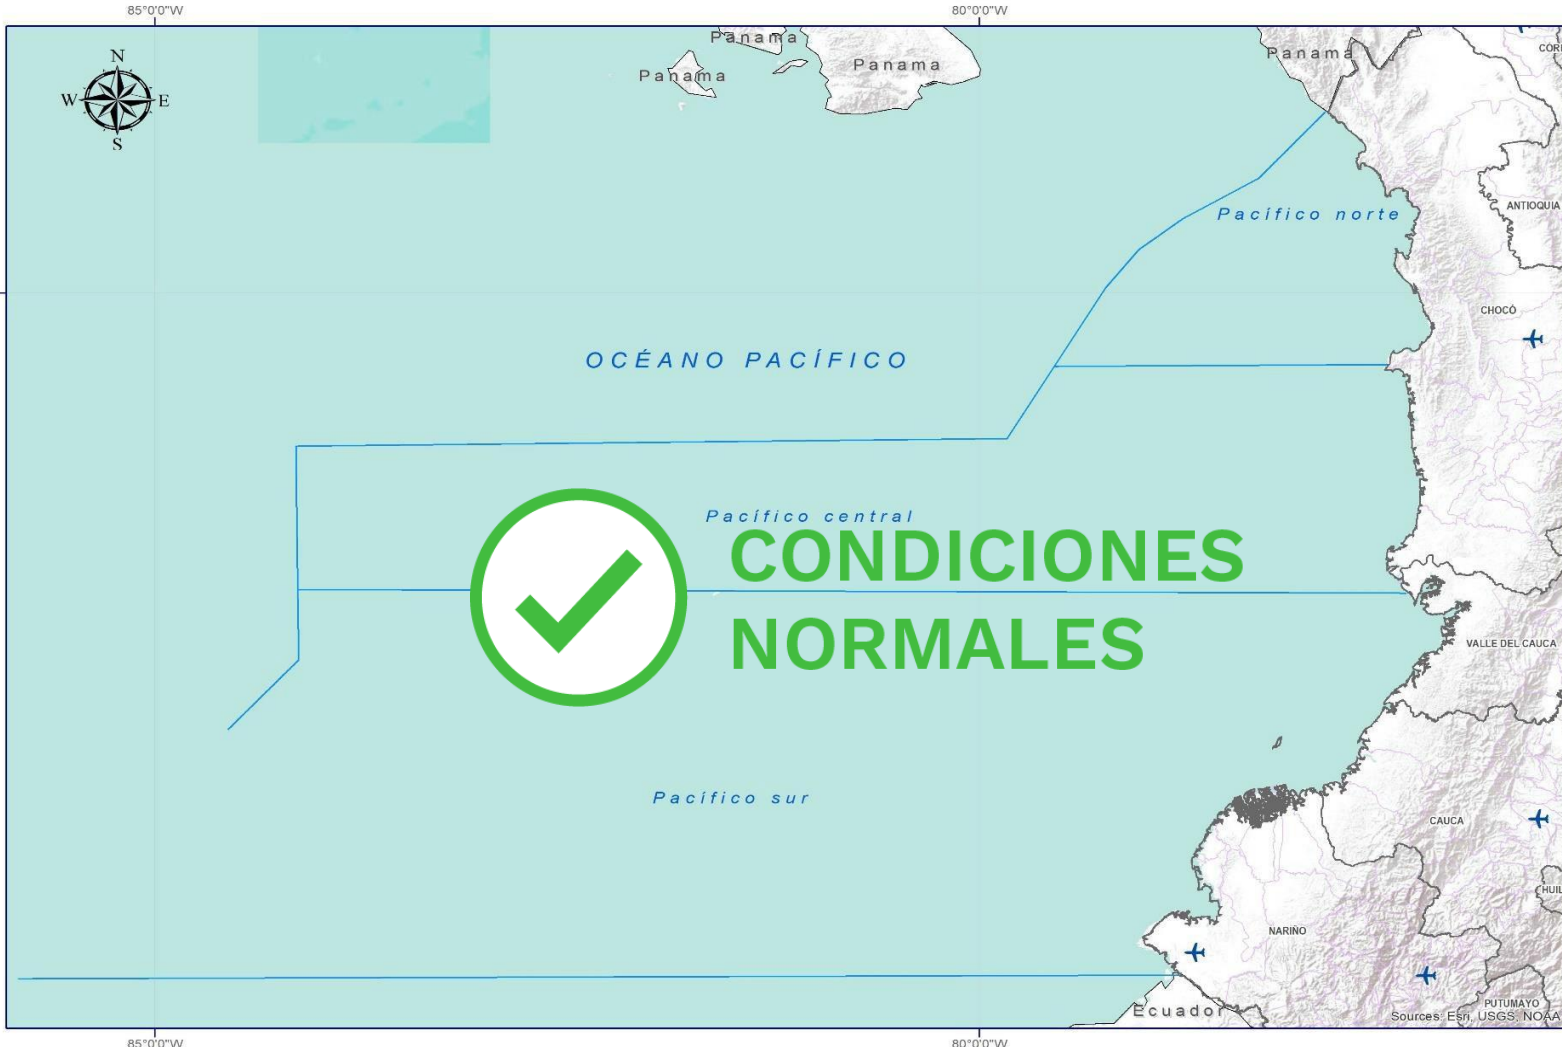 85°0'0"W
80°0'0"W
N
W
E
S
Panama
Panama
Panama
Panama
ANTIOQUIA
Pacífico norte
CHOCÓ
OCÉANO PACÍFICO
Pacífico central
CONDICIONES
NORMALES
VALLE DEL CAUCA
Pacífico sur
CAUCA
NARIÑO
PUTUMAYO
Ecuador
Sources: Esri, USGS, NOAA
85°0'0"W
80°0'0"W